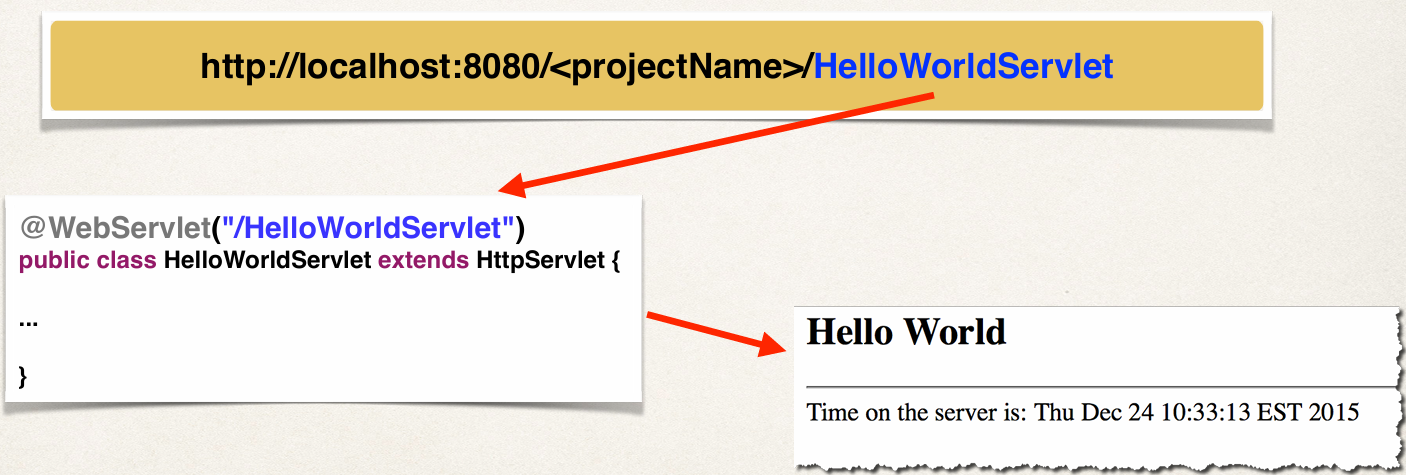 http://localhost:8080/<projectName>/HelloWorldServlet
@WebServlet("/HelloWorldServlet")
public class HelloWorldServlet extends HttpServlet {
...
}
Hello World
Time on the server is: Thu Dec 24 10:33:13 EST 2015